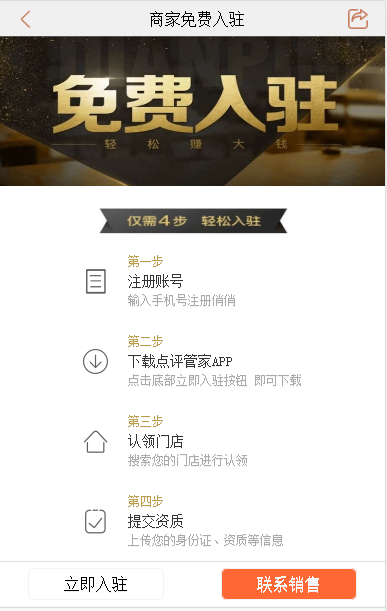 商家免费入驻
免费入驻
轻松赚大钱
仅需4步 轻松入驻
第一步
注册账号
输入手机号注册俏俏
第二步
下载点评管家APP
点击底部立即入驻按钮 即可下载
第三步
认领门店
搜索您的门店进行认领
第四步
提交资质
上传您的身份证、资质等信息
立即入驻
联系销售